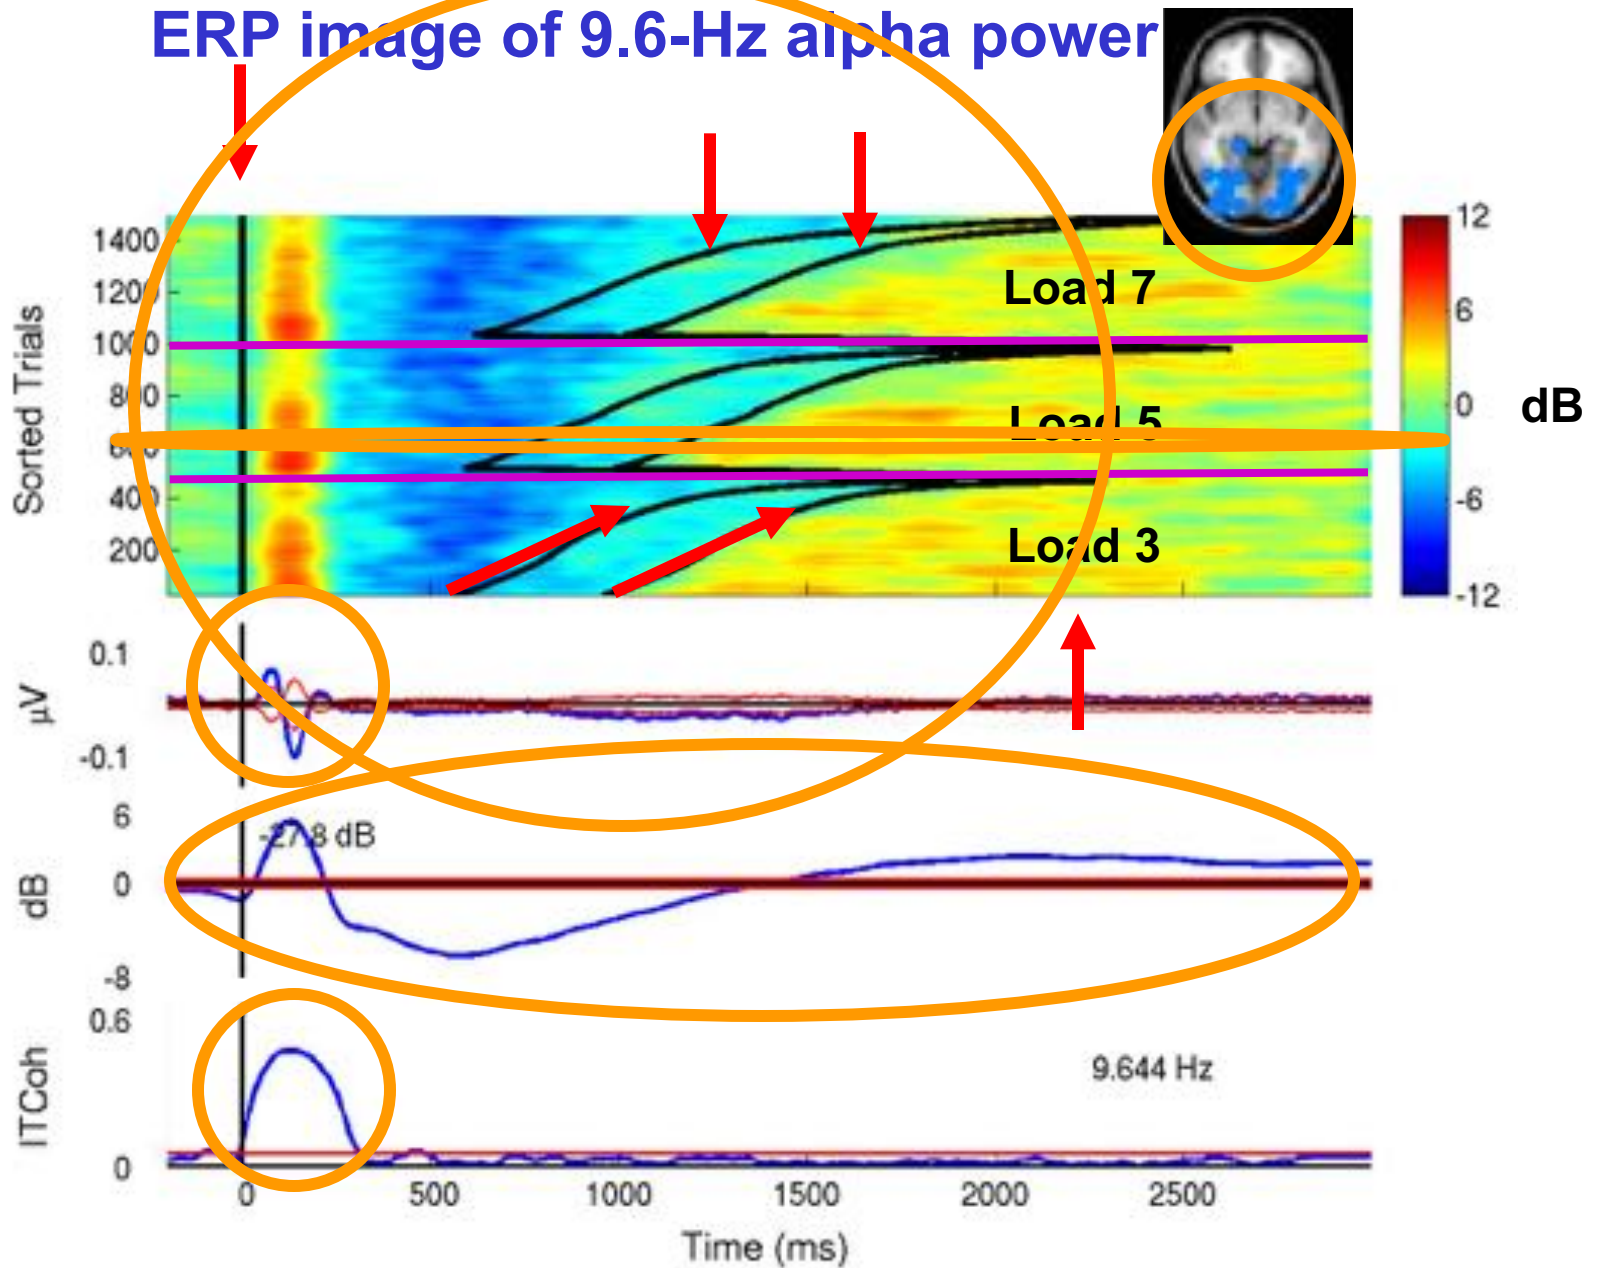 ERP image of 9.6-Hz alpha power
1400
1200
1000
800
600
400
200
Sorted Trials
Load 7
Load 5
Load 3
12
6
0
-6
-12
dB
0.1
-0.1
µV
6
0
-8
dB
-27.8 dB
0.6
0
ITCoh
9.644 Hz
0 500 1000 1500 2000 2500
Time (ms)